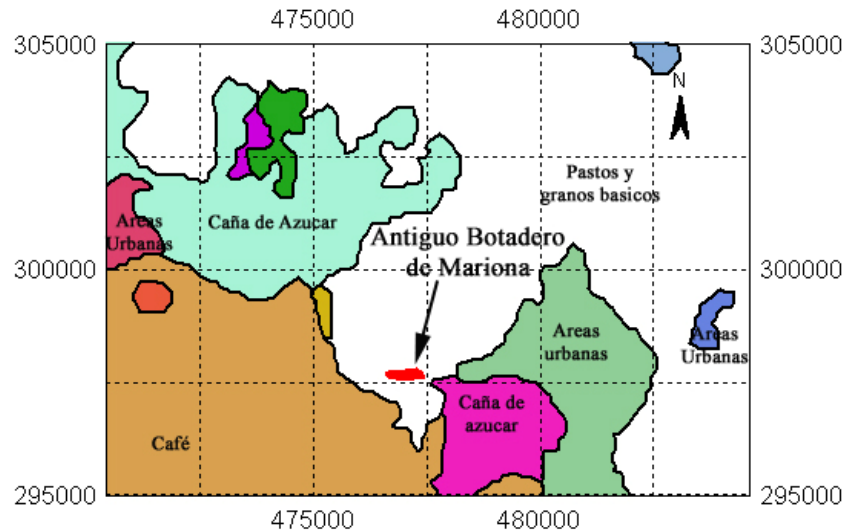 475000 480000
305000 305000
N
Pastos y
granos basicos
Areas
Urbanas
Caña de Azucar
Antiguo Botadero
de Mariona
300000 300000
Areas
urbanas
Areas
Urbanas
Caña de
azucar
Café
295000 295000
475000 480000